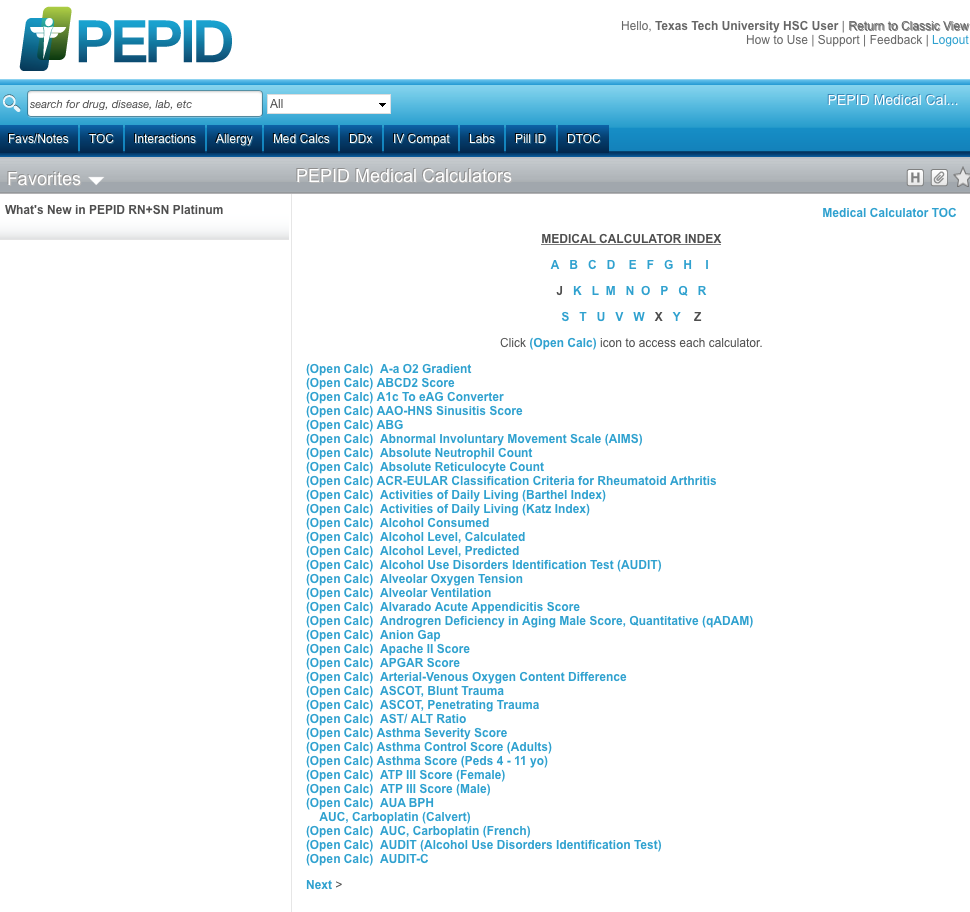 PEPID
Hello, Texas Tech University HSC User | Return to Classic View
How to Use | Support | Feedback | Logout
search for drug, disease, lab, etc
All
PEPID Medical Cal...
Favs/Notes TOC Interactions Allergy Med Calcs DDx IV Compat Labs Pill ID DTOC
Favorites
PEPID Medical Calculators
H
What's New in PEPID RN+SN Platinum
Medical Calculator TOC
MEDICAL CALCULATOR INDEX
A B C D E F G H I
J K L M N O P Q R
S T U V W X Y Z
Click (Open Calc) icon to access each calculator.
(Open Calc) A-a O2 Gradient
(Open Calc) ABCD2 Score
(Open Calc) A1c To eAG Converter
(Open Calc) AAO-HNS Sinusitis Score
(Open Calc) ABG
(Open Calc) Abnormal Involuntary Movement Scale (AIMS)
(Open Calc) Absolute Neutrophil Count
(Open Calc) Absolute Reticulocyte Count
(Open Calc) ACR-EULAR Classification Criteria for Rheumatoid Arthritis
(Open Calc) Activities of Daily Living (Barthel Index)
(Open Calc) Activities of Daily Living (Katz Index)
(Open Calc) Alcohol Consumed
(Open Calc) Alcohol Level, Calculated
(Open Calc) Alcohol Level, Predicted
(Open Calc) Alcohol Use Disorders Identification Test (AUDIT)
(Open Calc) Alveolar Oxygen Tension
(Open Calc) Alveolar Ventilation
(Open Calc) Alvarado Acute Appendicitis Score
(Open Calc) Androgren Deficiency in Aging Male Score, Quantitative (qADAM)
(Open Calc) Anion Gap
(Open Calc) Apache II Score
(Open Calc) APGAR Score
(Open Calc) Arterial-Venous Oxygen Content Difference
(Open Calc) ASCOT, Blunt Trauma
(Open Calc) ASCOT, Penetrating Trauma
(Open Calc) AST/ ALT Ratio
(Open Calc) Asthma Severity Score
(Open Calc) Asthma Control Score (Adults)
(Open Calc) Asthma Score (Peds 4 - 11 yo)
(Open Calc) ATP III Score (Female)
(Open Calc) ATP III Score (Male)
(Open Calc) AUA BPH
AUC, Carboplatin (Calvert)
(Open Calc) AUC, Carboplatin (French)
(Open Calc) AUDIT (Alcohol Use Disorders Identification Test)
(Open Calc) AUDIT-C
Next >